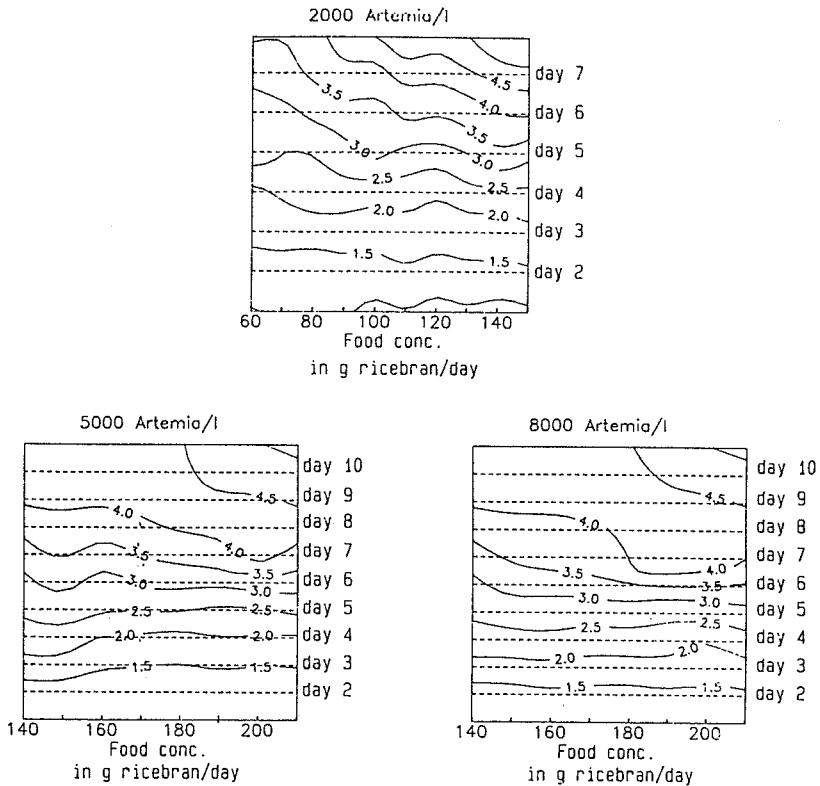 2000 Artemia/l
4.5
day 7
3.5
4.0
day 6
3.5
3.0
3.0
day 5
2.5
2.5
day 4
2.0
2.0
day 3
1.5
1.5
day 2
60 80 100 120 140
Food conc.
in g ricebran/day
5000 Artemia/l
day 10
4.5
day 9
4.0
day 8
3.5
4.0
day 7
3.0
3.5
day 6
3.0
2.5
2.5
day 5
2.0
2.0
day 4
1.5
1.5
day 3
day 2
140 160 180 200
Food conc.
in g ricebran/day
8000 Artemia/l
day 10
4.5
day 9
4.0
day 8
day 7
3.5
4.0
3.5
day 6
3.0
3.0
day 5
2.5
2.5
day 4
2.0
2.0
day 3
1.5
1.5
day 2
140 160 180 200
Food conc.
in g ricebran/day